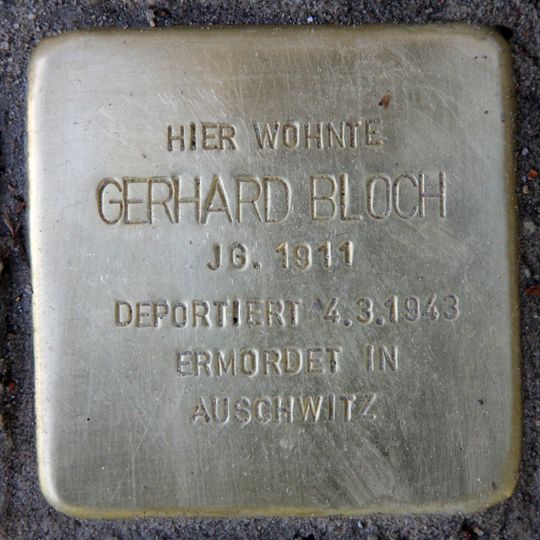 HIER WOHNTE
GERHARD BLOCH
JG. 1911
DEPORTIERT 4.3.1943
ERMORDET IN
AUSCHWITZ